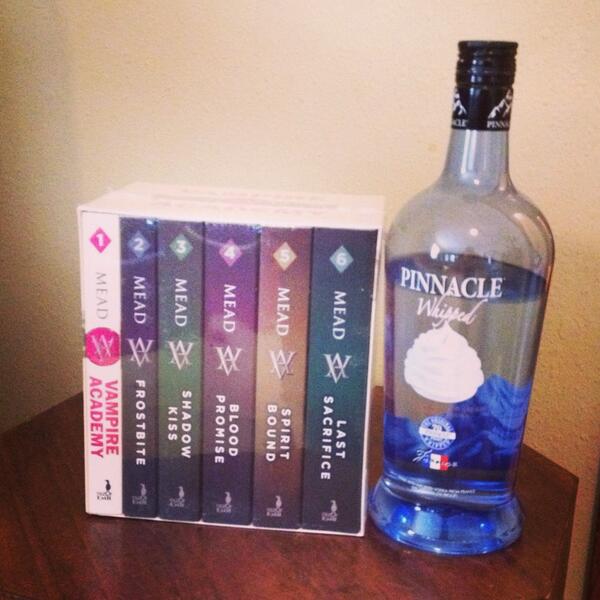 1
MEAD
VAMPIRE
ACADEMY
2
MEAD
FROSTBITE
3
MEAD
SHADOW
KISS
4
MEAD
BLOOD
PROMISE
5
MEAD
SPIRIT
BOUND
6
MEAD
LAST
SACRIFICE
PINNACLE
PINNACLE
Whipped